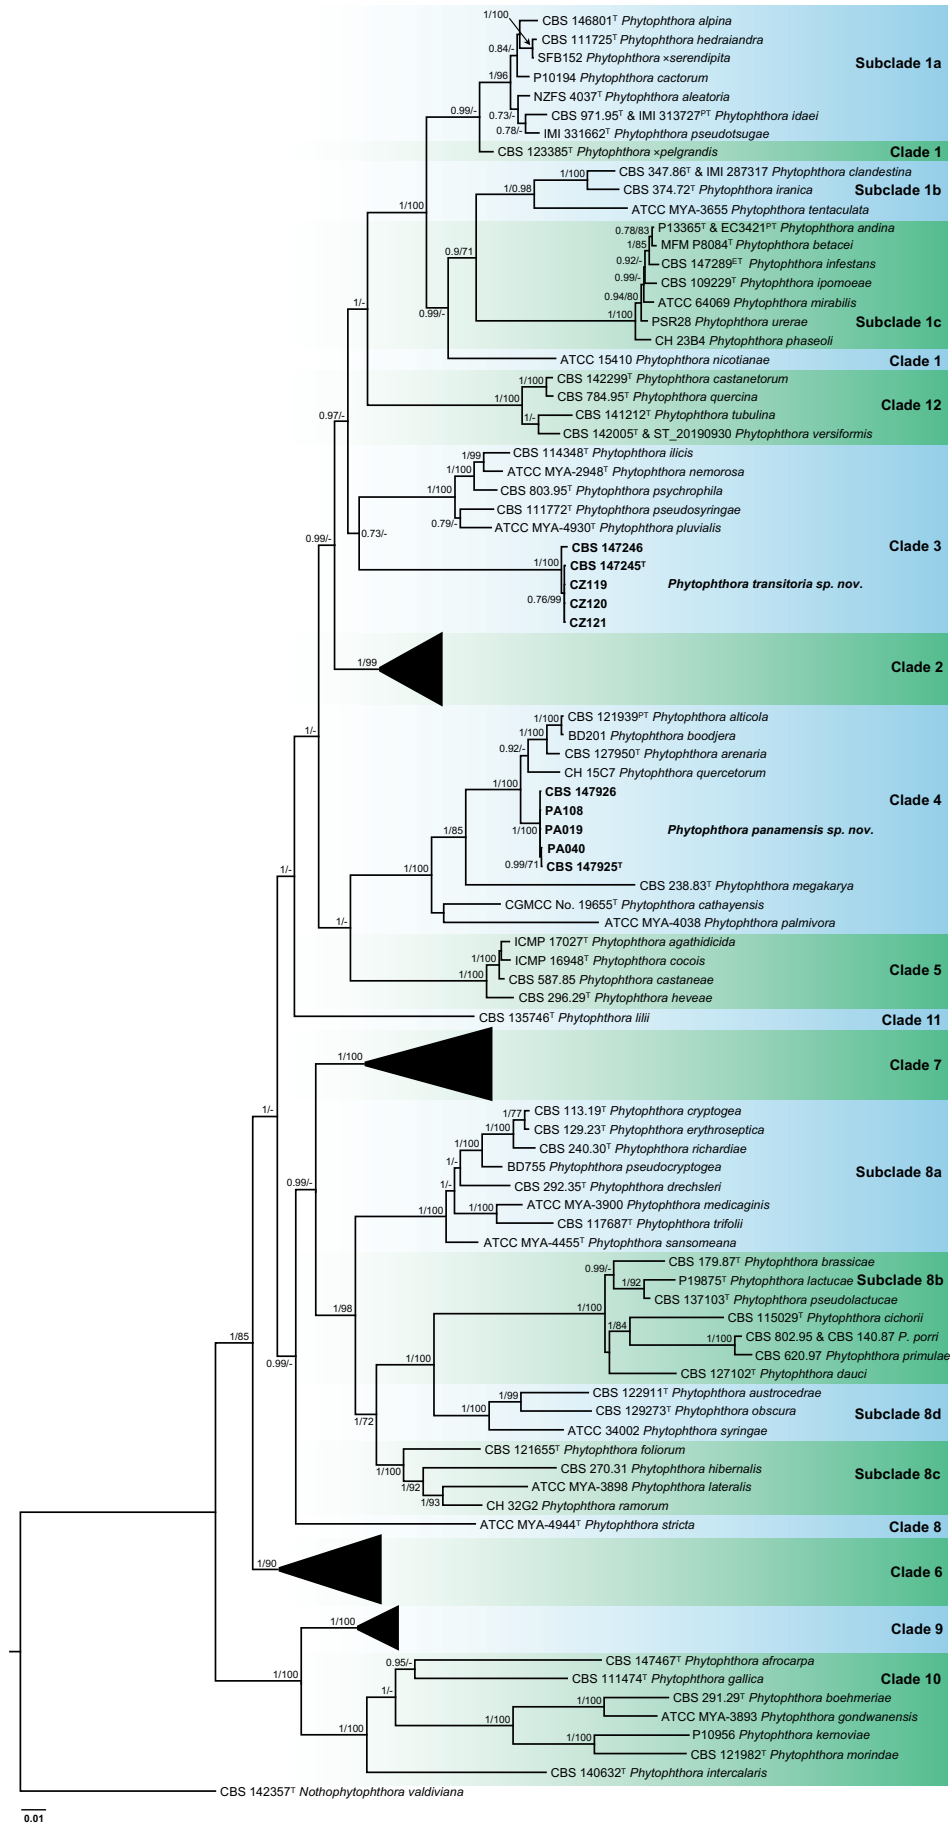 1/100
CBS 146801ᵀ Phytophthora alpina
CBS 111725ᵀ Phytophthora hedraiandra
0.84/-
SFB152 Phytophthora ×serendipita
Subclade 1a
1/96
P10194 Phytophthora cactorum
NZFS 4037ᵀ Phytophthora aleatoria
0.99/-
0.73/-
CBS 971.95ᵀ & IMI 313727ᴾᵀ Phytophthora idaei
0.78/-
IMI 331662ᵀ Phytophthora pseudotsugae
CBS 123385ᵀ Phytophthora ×pelgrandis
Clade 1
CBS 347.86ᵀ & IMI 287317 Phytophthora clandestina
1/100
CBS 374.72ᵀ Phytophthora iranica
Subclade 1b
1/0.98
1/100
ATCC MYA-3655 Phytophthora tentaculata
0.78/83
P13365ᵀ & EC3421ᴾᵀ Phytophthora andina
1/85
MFM P8084ᵀ Phytophthora betacei
0.9/71
0.92/-
CBS 147289ᴱᵀ Phytophthora infestans
0.99/-
CBS 109229ᵀ Phytophthora ipomoeae
0.94/80
ATCC 64069 Phytophthora mirabilis
1/-
0.99/-
1/100
PSR28 Phytophthora urerae
Subclade 1c
CH 23B4 Phytophthora phaseoli
ATCC 15410 Phytophthora nicotianae
Clade 1
1/100
CBS 142299ᵀ Phytophthora castanetorum
1/100
CBS 784.95ᵀ Phytophthora quercina
Clade 12
0.97/-
1/-
CBS 141212ᵀ Phytophthora tubulina
CBS 142005ᵀ & ST_20190930 Phytophthora versiformis
1/99
CBS 114348ᵀ Phytophthora ilicis
1/100
ATCC MYA-2948ᵀ Phytophthora nemorosa
1/100
CBS 803.95ᵀ Phytophthora psychrophila
CBS 111772ᵀ Phytophthora pseudosyringae
0.79/-
ATCC MYA-4930ᵀ Phytophthora pluvialis
0.99/-
0.73/-
CBS 147246
Clade 3
1/100
CBS 147245ᵀ
CZ119
Phytophthora transitoria sp. nov.
0.76/99
CZ120
CZ121
1/99
Clade 2
1/100
CBS 121939ᴾᵀ Phytophthora alticola
1/-
1/100
BD201 Phytophthora boodjera
0.92/-
CBS 127950ᵀ Phytophthora arenaria
CH 15C7 Phytophthora quercetorum
1/100
CBS 147926
Clade 4
PA108
1/85
1/100
PA019
Phytophthora panamensis sp. nov.
PA040
0.99/71
CBS 147925ᵀ
1/-
1/100
CBS 238.83ᵀ Phytophthora megakarya
CGMCC No. 19655ᵀ Phytophthora cathayensis
1/-
ATCC MYA-4038 Phytophthora palmivora
ICMP 17027ᵀ Phytophthora agathidicida
1/100
ICMP 16948ᵀ Phytophthora cocois
Clade 5
1/100
CBS 587.85 Phytophthora castaneae
CBS 296.29ᵀ Phytophthora heveae
CBS 135746ᵀ Phytophthora lilii
Clade 11
1/100
Clade 7
1/-
1/77
CBS 113.19ᵀ Phytophthora cryptogea
1/100
CBS 129.23ᵀ Phytophthora erythroseptica
1/100
CBS 240.30ᵀ Phytophthora richardiae
1/-
BD755 Phytophthora pseudocryptogea
Subclade 8a
0.99/-
1/-
CBS 292.35ᵀ Phytophthora drechsleri
1/100
1/100
ATCC MYA-3900 Phytophthora medicaginis
CBS 117687ᵀ Phytophthora trifolii
ATCC MYA-4455ᵀ Phytophthora sansomeana
0.99/-
CBS 179.87ᵀ Phytophthora brassicae
1/92
P19875ᵀ Phytophthora lactucae
Subclade 8b
1/98
1/100
CBS 137103ᵀ Phytophthora pseudolactucae
1/84
CBS 115029ᵀ Phytophthora cichorii
1/85
1/100
CBS 802.95 & CBS 140.87 P. porri
0.99/-
1/100
CBS 620.97 Phytophthora primulae
CBS 127102ᵀ Phytophthora dauci
1/99
CBS 122911ᵀ Phytophthora austrocedrae
1/100
CBS 129273ᵀ Phytophthora obscura
Subclade 8d
1/72
ATCC 34002 Phytophthora syringae
CBS 121655ᵀ Phytophthora foliorum
1/100
CBS 270.31 Phytophthora hibernalis
Subclade 8c
1/92
ATCC MYA-3898 Phytophthora lateralis
1/93
CH 32G2 Phytophthora ramorum
ATCC MYA-4944ᵀ Phytophthora stricta
Clade 8
1/90
Clade 6
1/100
Clade 9
0.95/-
CBS 147467ᵀ Phytophthora afrocarpa
1/100
CBS 111474ᵀ Phytophthora gallica
Clade 10
1/-
1/100
CBS 291.29ᵀ Phytophthora boehmeriae
1/100
ATCC MYA-3893 Phytophthora gondwanensis
1/100
1/100
P10956 Phytophthora kernoviae
CBS 121982ᵀ Phytophthora morindae
CBS 140632ᵀ Phytophthora intercalaris
CBS 142357ᵀ Nothophytophthora valdiviana
0.01